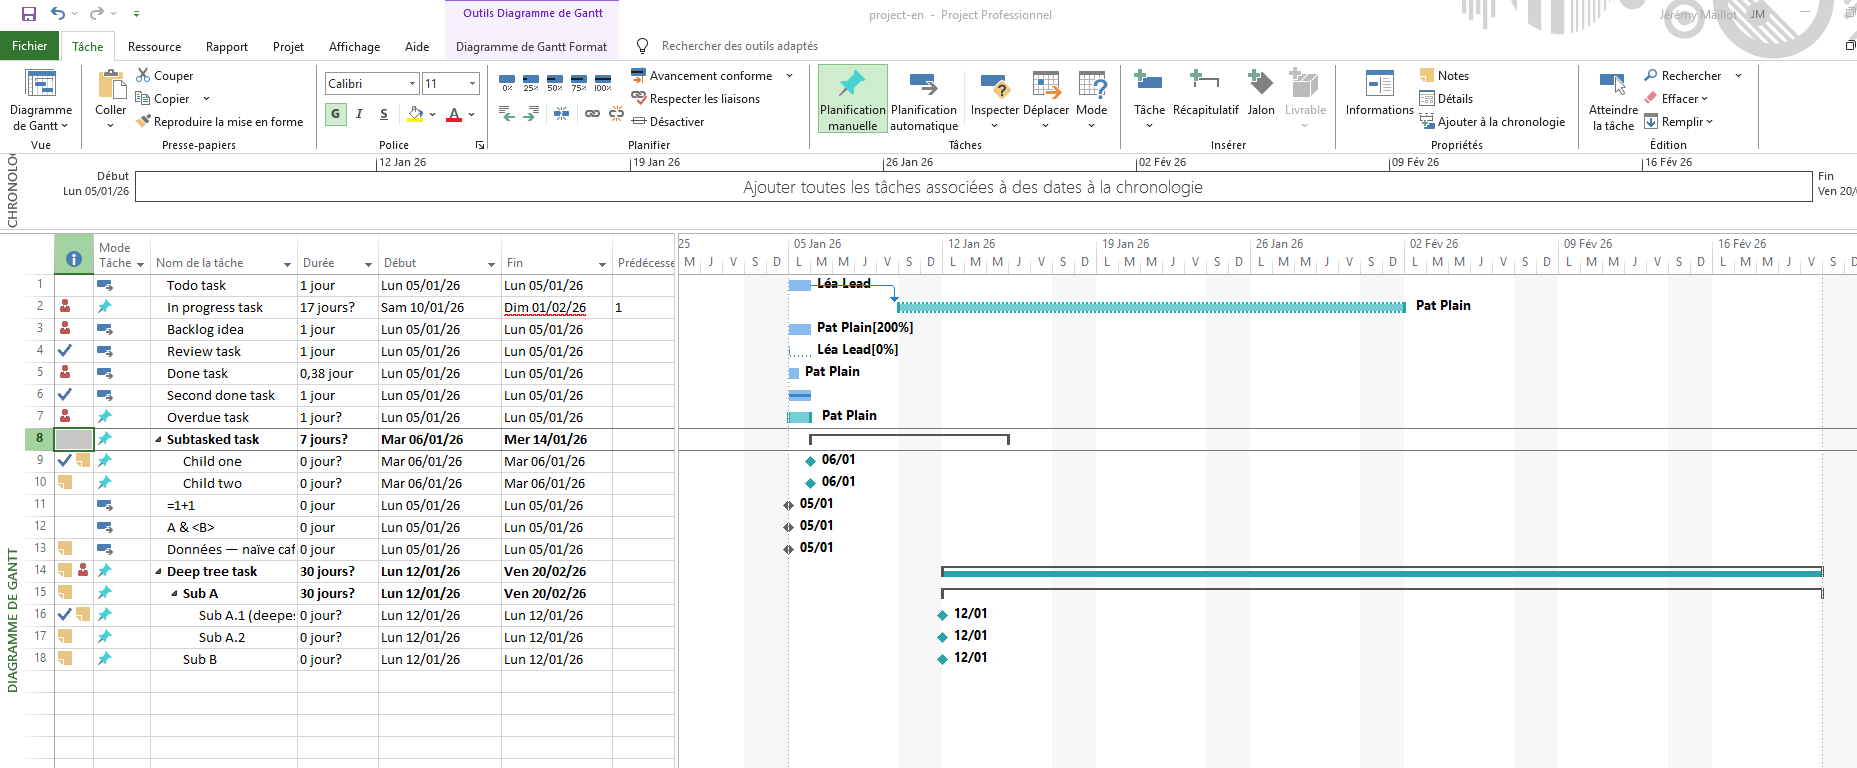 Outils Diagramme de Gantt
project-en - Project Professionnel
Jérémy Maillot JM
Fichier Tâche Ressource Rapport Projet Affichage Aide Diagramme de Gantt Format Rechercher des outils adaptés
Diagramme de Gantt
Vue
Coller
Couper
Copier
Reproduire la mise en forme
Presse-papiers
Calibri 11
G I S A
Police
0% 25% 50% 75% 100%
Avancement conforme
Respecter les liaisons
Désactiver
Planifier
Planification manuelle
Planification automatique
Inspecter Déplacer Mode
Tâches
Tâche Récapitulatif Jalon Livrable
Insérer
Informations
Notes
Détails
Ajouter à la chronologie
Propriétés
Atteindre la tâche
Rechercher
Effacer
Remplir
Édition
12 Jan 26 19 Jan 26 26 Jan 26 02 Fév 26 09 Fév 26 16 Fév 26
Début
Lun 05/01/26
Ajouter toutes les tâches associées à des dates à la chronologie
Fin
Ven 20/
Mode Tâche Nom de la tâche Durée Début Fin Prédécesse
25 05 Jan 26 12 Jan 26 19 Jan 26 26 Jan 26 02 Fév 26 09 Fév 26 16 Fév 26
M J V S D L M M J V S D L M M J V S D L M M J V S D L M M J V S D L M M J V S D L M M J V S D L M M J V S D
1 Todo task 1 jour Lun 05/01/26 Lun 05/01/26 Léa Lead
2 In progress task 17 jours? Sam 10/01/26 Dim 01/02/26 1 Pat Plain
3 Backlog idea 1 jour Lun 05/01/26 Lun 05/01/26 Pat Plain[200%]
4 Review task 1 jour Lun 05/01/26 Lun 05/01/26 Léa Lead[0%]
5 Done task 0,38 jour Lun 05/01/26 Lun 05/01/26 Pat Plain
6 Second done task 1 jour Lun 05/01/26 Lun 05/01/26
7 Overdue task 1 jour? Lun 05/01/26 Lun 05/01/26 Pat Plain
8 Subtasked task 7 jours? Mar 06/01/26 Mer 14/01/26
9 Child one 0 jour? Mar 06/01/26 Mar 06/01/26 06/01
10 Child two 0 jour? Mar 06/01/26 Mar 06/01/26 06/01
11 =1+1 0 jour Lun 05/01/26 Lun 05/01/26 05/01
12 A & <B> 0 jour Lun 05/01/26 Lun 05/01/26 05/01
13 Données — naïve caf 0 jour Lun 05/01/26 Lun 05/01/26 05/01
14 Deep tree task 30 jours? Lun 12/01/26 Ven 20/02/26
15 Sub A 30 jours? Lun 12/01/26 Ven 20/02/26
16 Sub A.1 (deepes 0 jour? Lun 12/01/26 Lun 12/01/26 12/01
17 Sub A.2 0 jour? Lun 12/01/26 Lun 12/01/26 12/01
18 Sub B 0 jour? Lun 12/01/26 Lun 12/01/26 12/01
CHRONOLO
DIAGRAMME DE GANTT